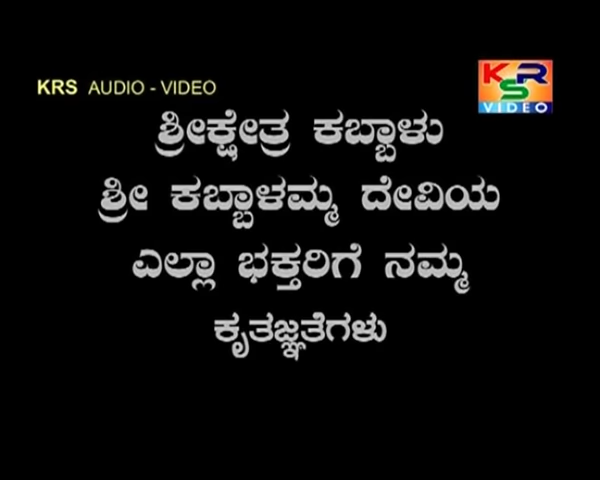 KRS AUDIO - VIDEO
KRS
VIDEO
ಶ್ರೀಕ್ಷೇತ್ರ ಕಬ್ಬಾಳು
ಶ್ರೀ ಕಬ್ಬಾಳಮ್ಮ ದೇವಿಯ
ಎಲ್ಲಾ ಭಕ್ತರಿಗೆ ನಮ್ಮ
ಕೃತಜ್ಞತೆಗಳು